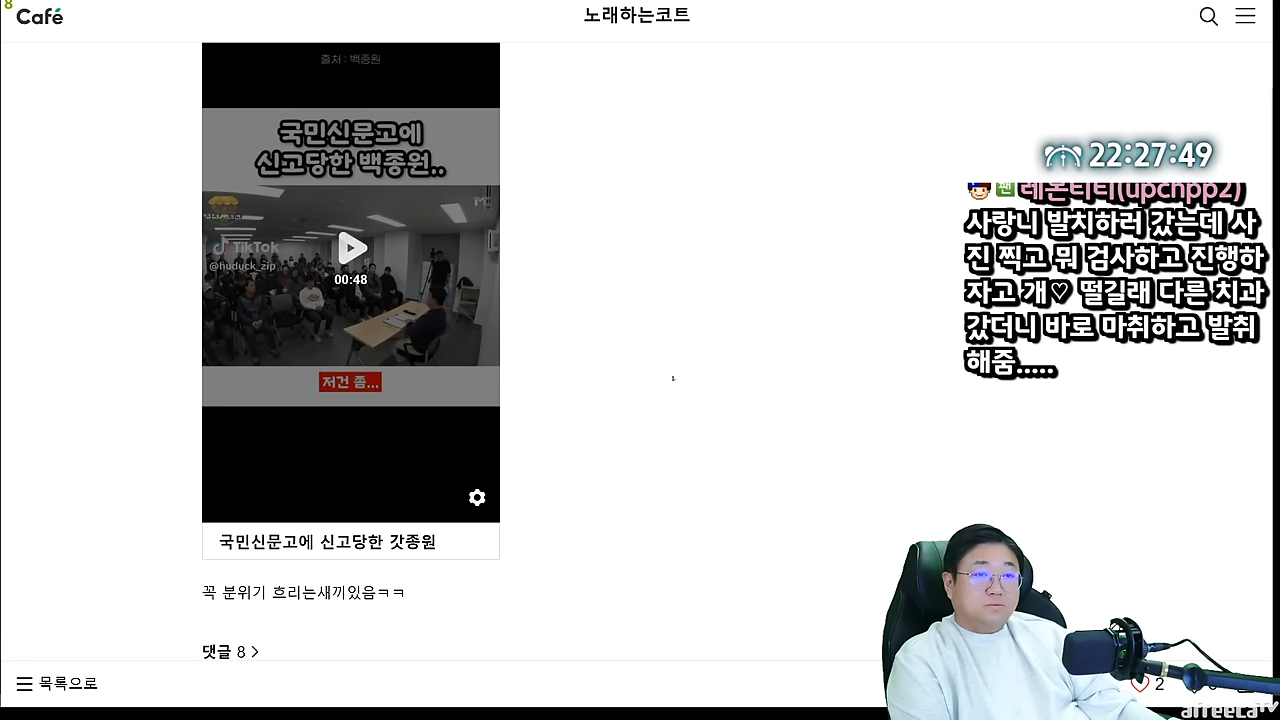 8
Café
노래하는코트
출처 : 백종원
국민신문고에
신고당한 백종원..
TikTok
@huduck_zip
00:48
저건 좀...
국민신문고에 신고당한 갓종원
꼭 분위기 흐리는새끼있음ㅋㅋ
댓글 8 >
목록으로
2
22:27:49
팬 레몬티티(upchpp2)
사랑니 발치하러 갔는데 사
진 찍고 뭐 검사하고 진행하
자고 개♡ 떨길래 다른 치과
갔더니 바로 마취하고 발취
해줌.....
afreecaTV